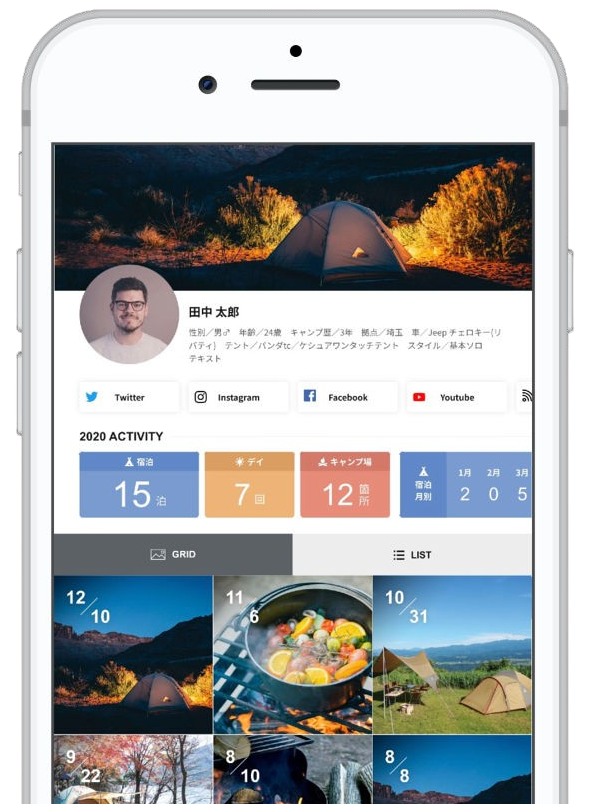 田中 太郎
性別／男♂　年齢／24歳　キャンプ歴／3年　拠点／埼玉　車／Jeep チェロキー(リ
バティ)　テント／パンダtc／ケシュアワンタッチテント　スタイル／基本ソロ
テキスト
Twitter Instagram Facebook Youtube
2020 ACTIVITY
宿泊 デイ キャンプ場
15泊 7回 12箇所
宿泊
月別
1月 2月 3月
2 0 5
GRID LIST
12/10 11/6 10/31
9/22 8/10 8/8